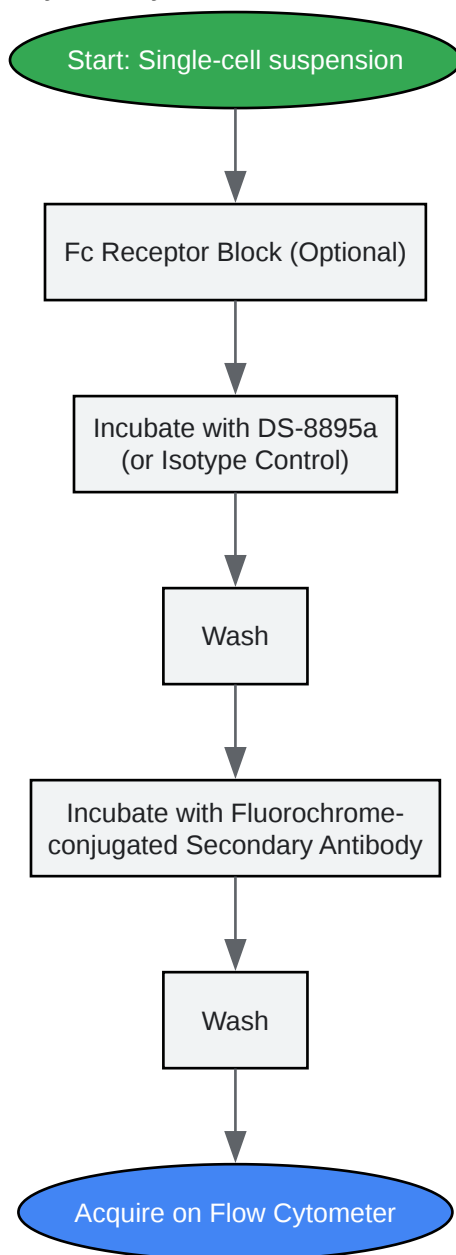 Start: Single-cell suspension
Fc Receptor Block (Optional)
Incubate with DS-8895a
(or Isotype Control)
Wash
Incubate with Fluorochrome-
conjugated Secondary Antibody
Wash
Acquire on Flow Cytometer